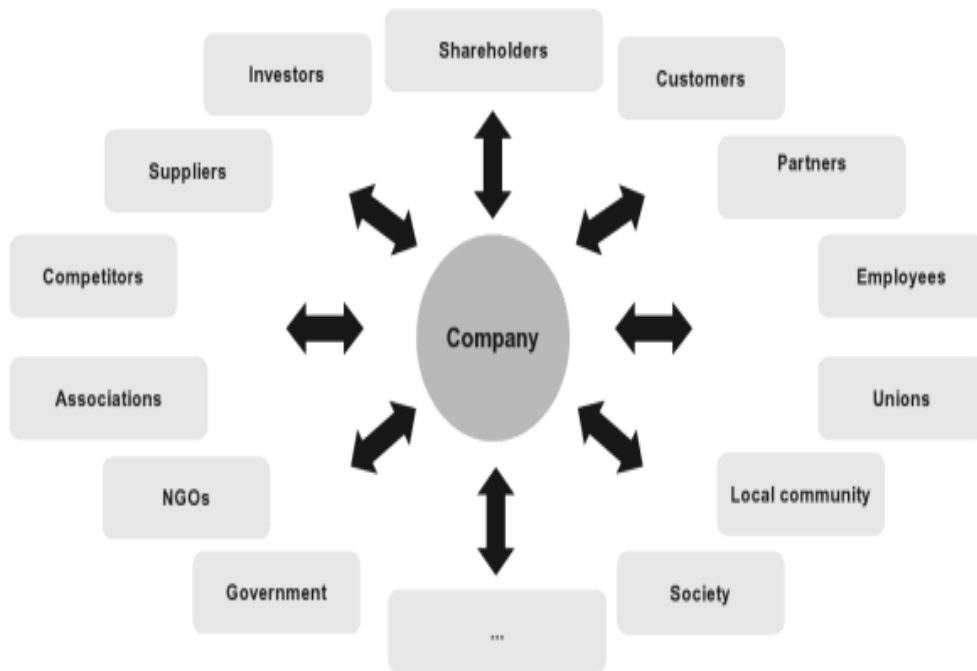 Shareholders
Investors
Customers
Suppliers
Partners
Competitors
Employees
Company
Associations
Unions
NGOs
Local community
Government
Society
...